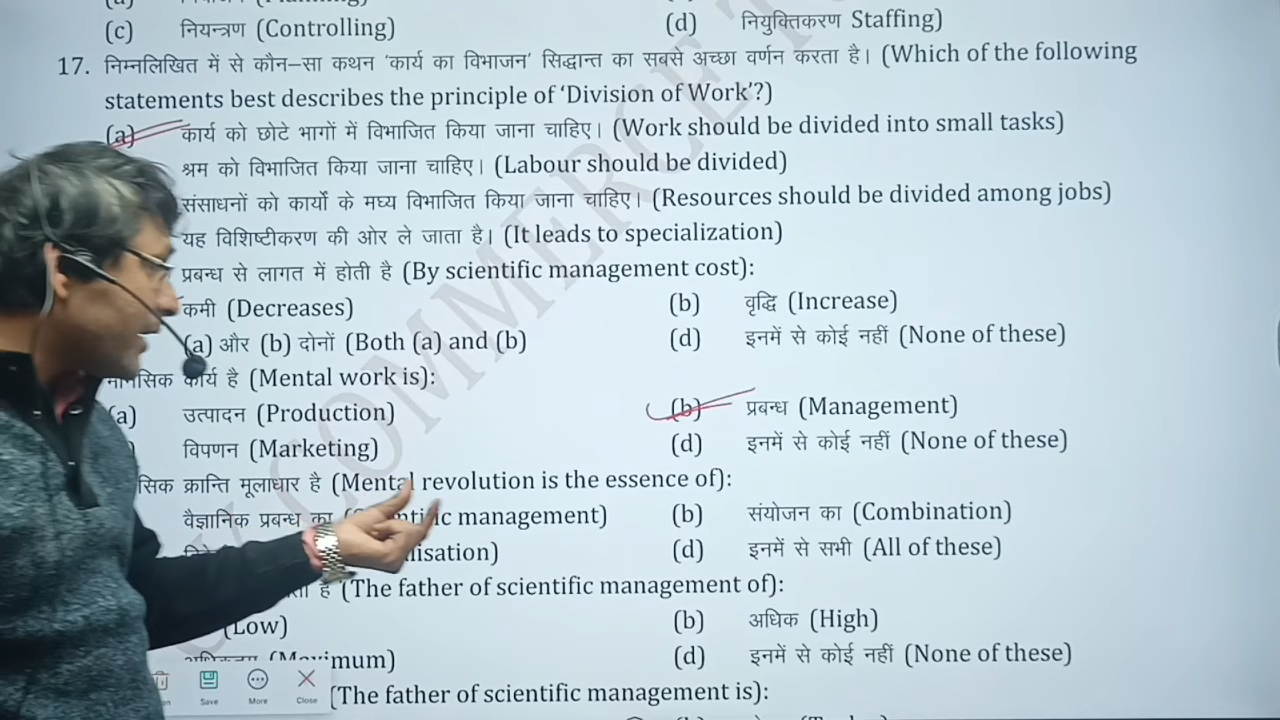 (c) नियन्त्रण (Controlling) (d) नियुक्तिकरण Staffing)
17. निम्नलिखित में से कौन–सा कथन ‘कार्य का विभाजन’ सिद्धान्त का सबसे अच्छा वर्णन करता है। (Which of the following
statements best describes the principle of ‘Division of Work’?)
(a) कार्य को छोटे भागों में विभाजित किया जाना चाहिए। (Work should be divided into small tasks)
श्रम को विभाजित किया जाना चाहिए। (Labour should be divided)
संसाधनों को कार्यों के मध्य विभाजित किया जाना चाहिए। (Resources should be divided among jobs)
यह विशिष्टीकरण की ओर ले जाता है। (It leads to specialization)
प्रबन्ध से लागत में होती है (By scientific management cost):
कमी (Decreases) (b) वृद्धि (Increase)
(a) और (b) दोनों (Both (a) and (b) (d) इनमें से कोई नहीं (None of these)
कार्य है (Mental work is):
(a) उत्पादन (Production) (b) प्रबन्ध (Management)
विपणन (Marketing) (d) इनमें से कोई नहीं (None of these)
क्रान्ति मूलाधार है (Mental revolution is the essence of):
वैज्ञानिक प्रबन्ध का management) (b) संयोजन का (Combination)
(d) इनमें से सभी (All of these)
है (The father of scientific management of):
(Low) (b) अधिक (High)
(d) इनमें से कोई नहीं (None of these)
Save More Close (The father of scientific management is):
COMMERCE